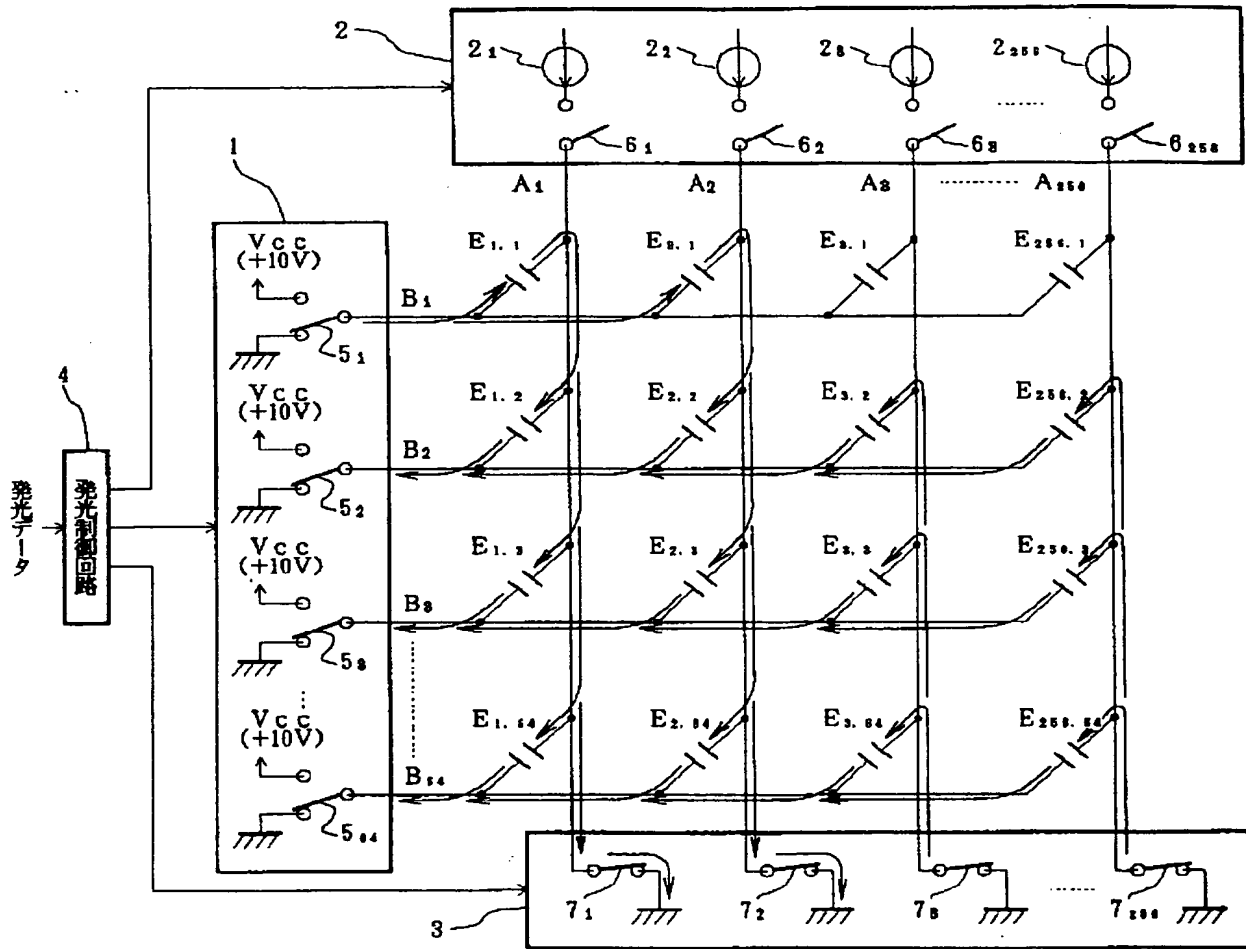 2
2₁
2₂
2₃
2₂₅₆
6₁
6₂
6₃
6₂₅₆
A₁
A₂
A₃
A₂₅₆
1
Vcc
(+10V)
5₁
B₁
E₁.₁
E₂.₁
E₃.₁
E₂₅₆.₁
Vcc
(+10V)
5₂
B₂
E₁.₂
E₂.₂
E₃.₂
E₂₅₆.₂
4
発光データ
発光制御回路
Vcc
(+10V)
5₃
B₃
E₁.₃
E₂.₃
E₃.₃
E₂₅₆.₃
Vcc
(+10V)
5₆₄
B₆₄
E₁.₆₄
E₂.₆₄
E₃.₆₄
E₂₅₆.₆₄
3
7₁
7₂
7₃
7₂₅₆